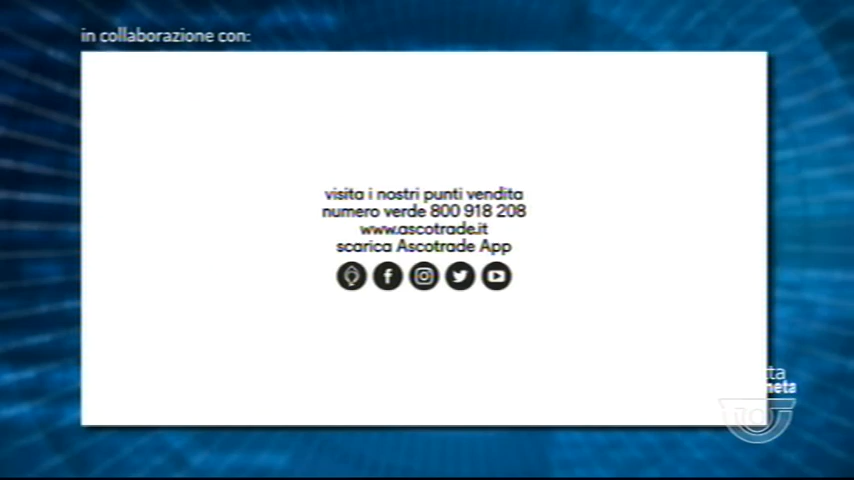 in collaborazione con:
visita i nostri punti vendita
numero verde 800 918 208
www.ascotrade.it
scarica Ascotrade App